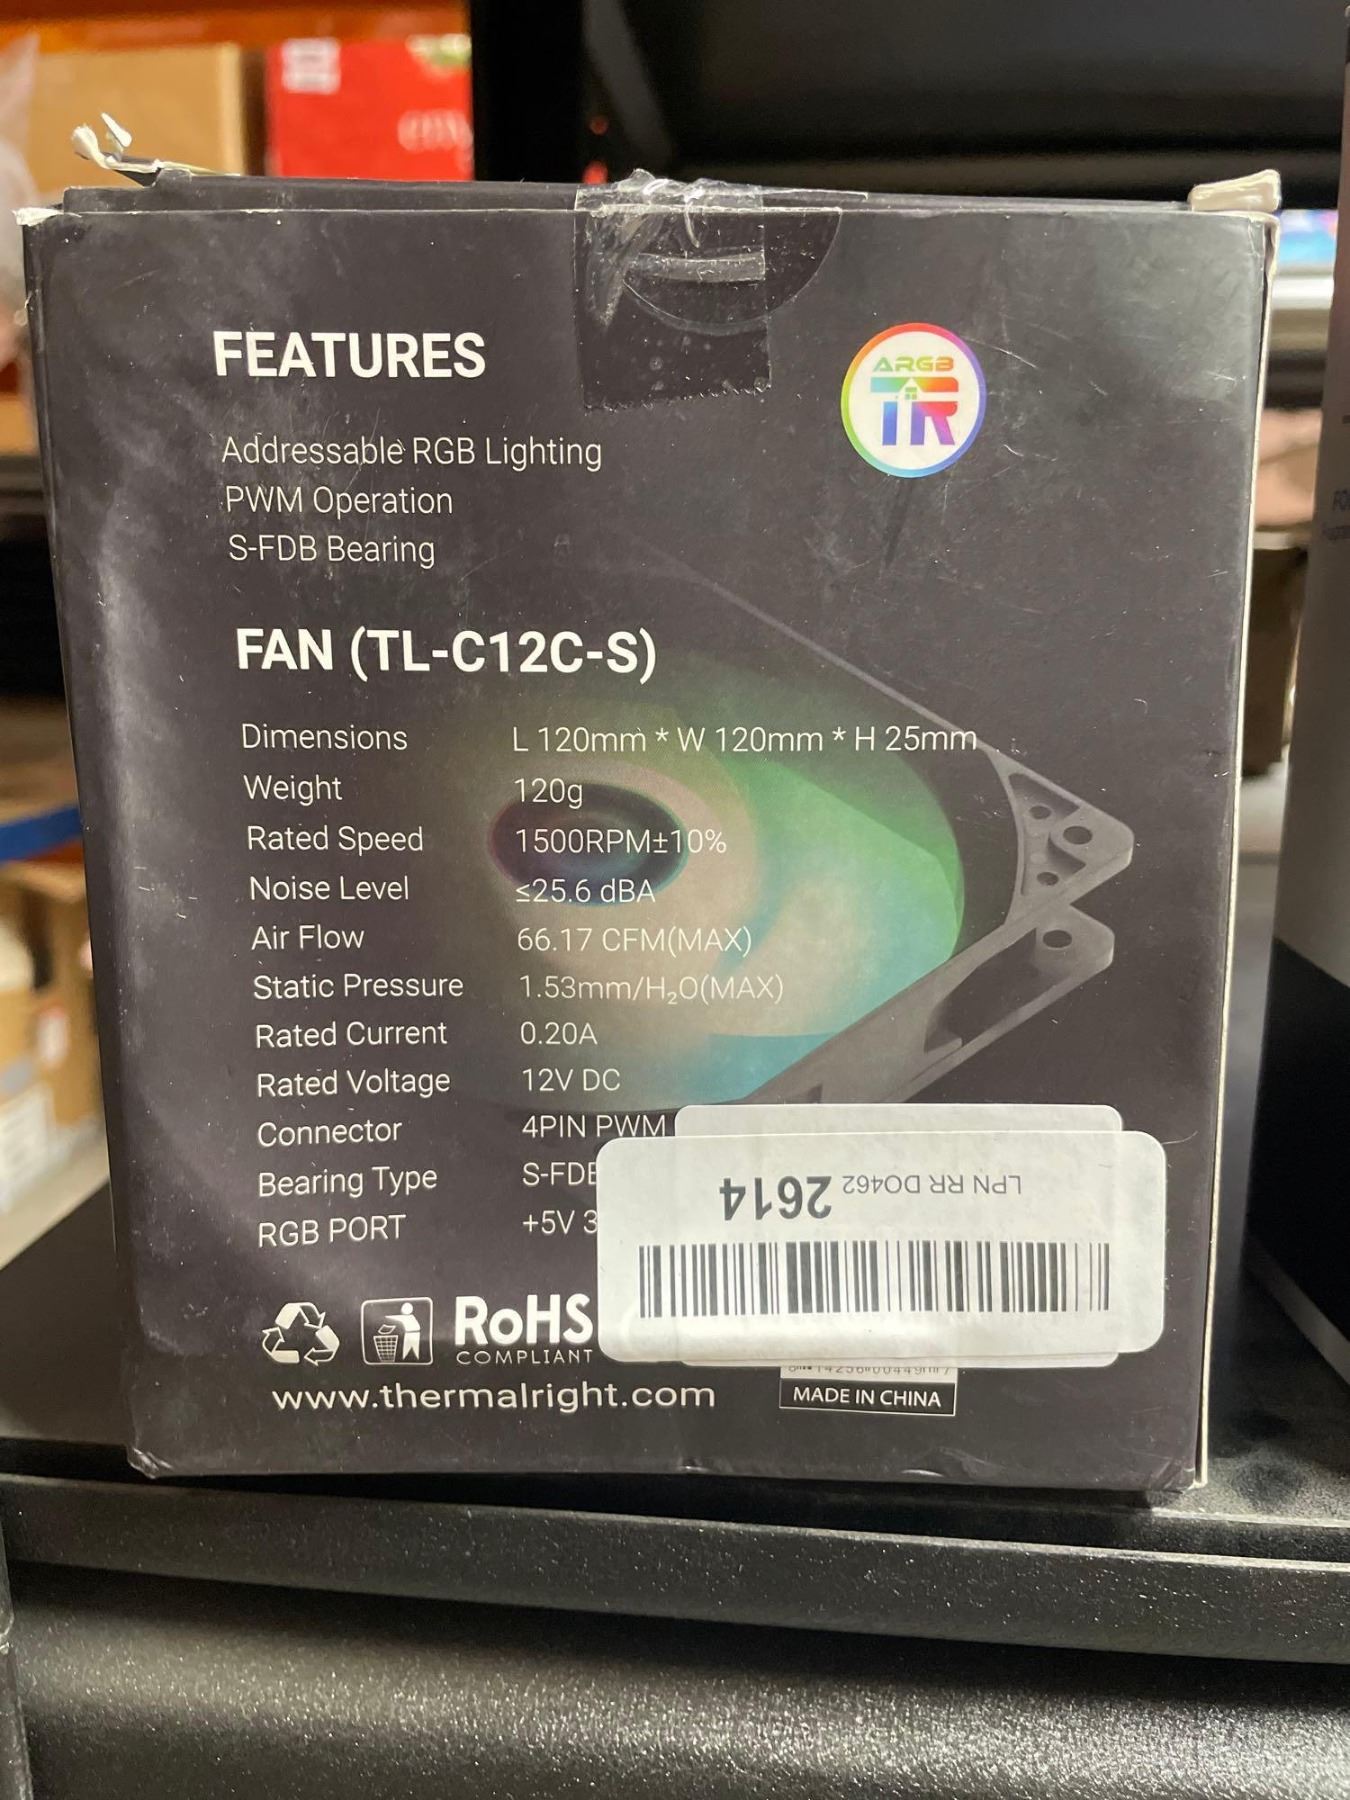 FEATURES
ARGB
TR
Addressable RGB Lighting
PWM Operation
S-FDB Bearing
FAN (TL-C12C-S)
Dimensions L 120mm * W 120mm * H 25mm
Weight 120g
Rated Speed 1500RPM±10%
Noise Level ≤25.6 dBA
Air Flow 66.17 CFM(MAX)
Static Pressure 1.53mm/H₂O(MAX)
Rated Current 0.20A
Rated Voltage 12V DC
Connector 4PIN PWM
Bearing Type S-FDB
RGB PORT +5V 3
LPN RR DO462 2614
RoHS
COMPLIANT
www.thermalright.com
MADE IN CHINA